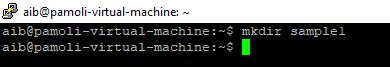 aib@pamoli-virtual-machine: ~
aib@pamoli-virtual-machine:~$ mkdir sample1
aib@pamoli-virtual-machine:~$